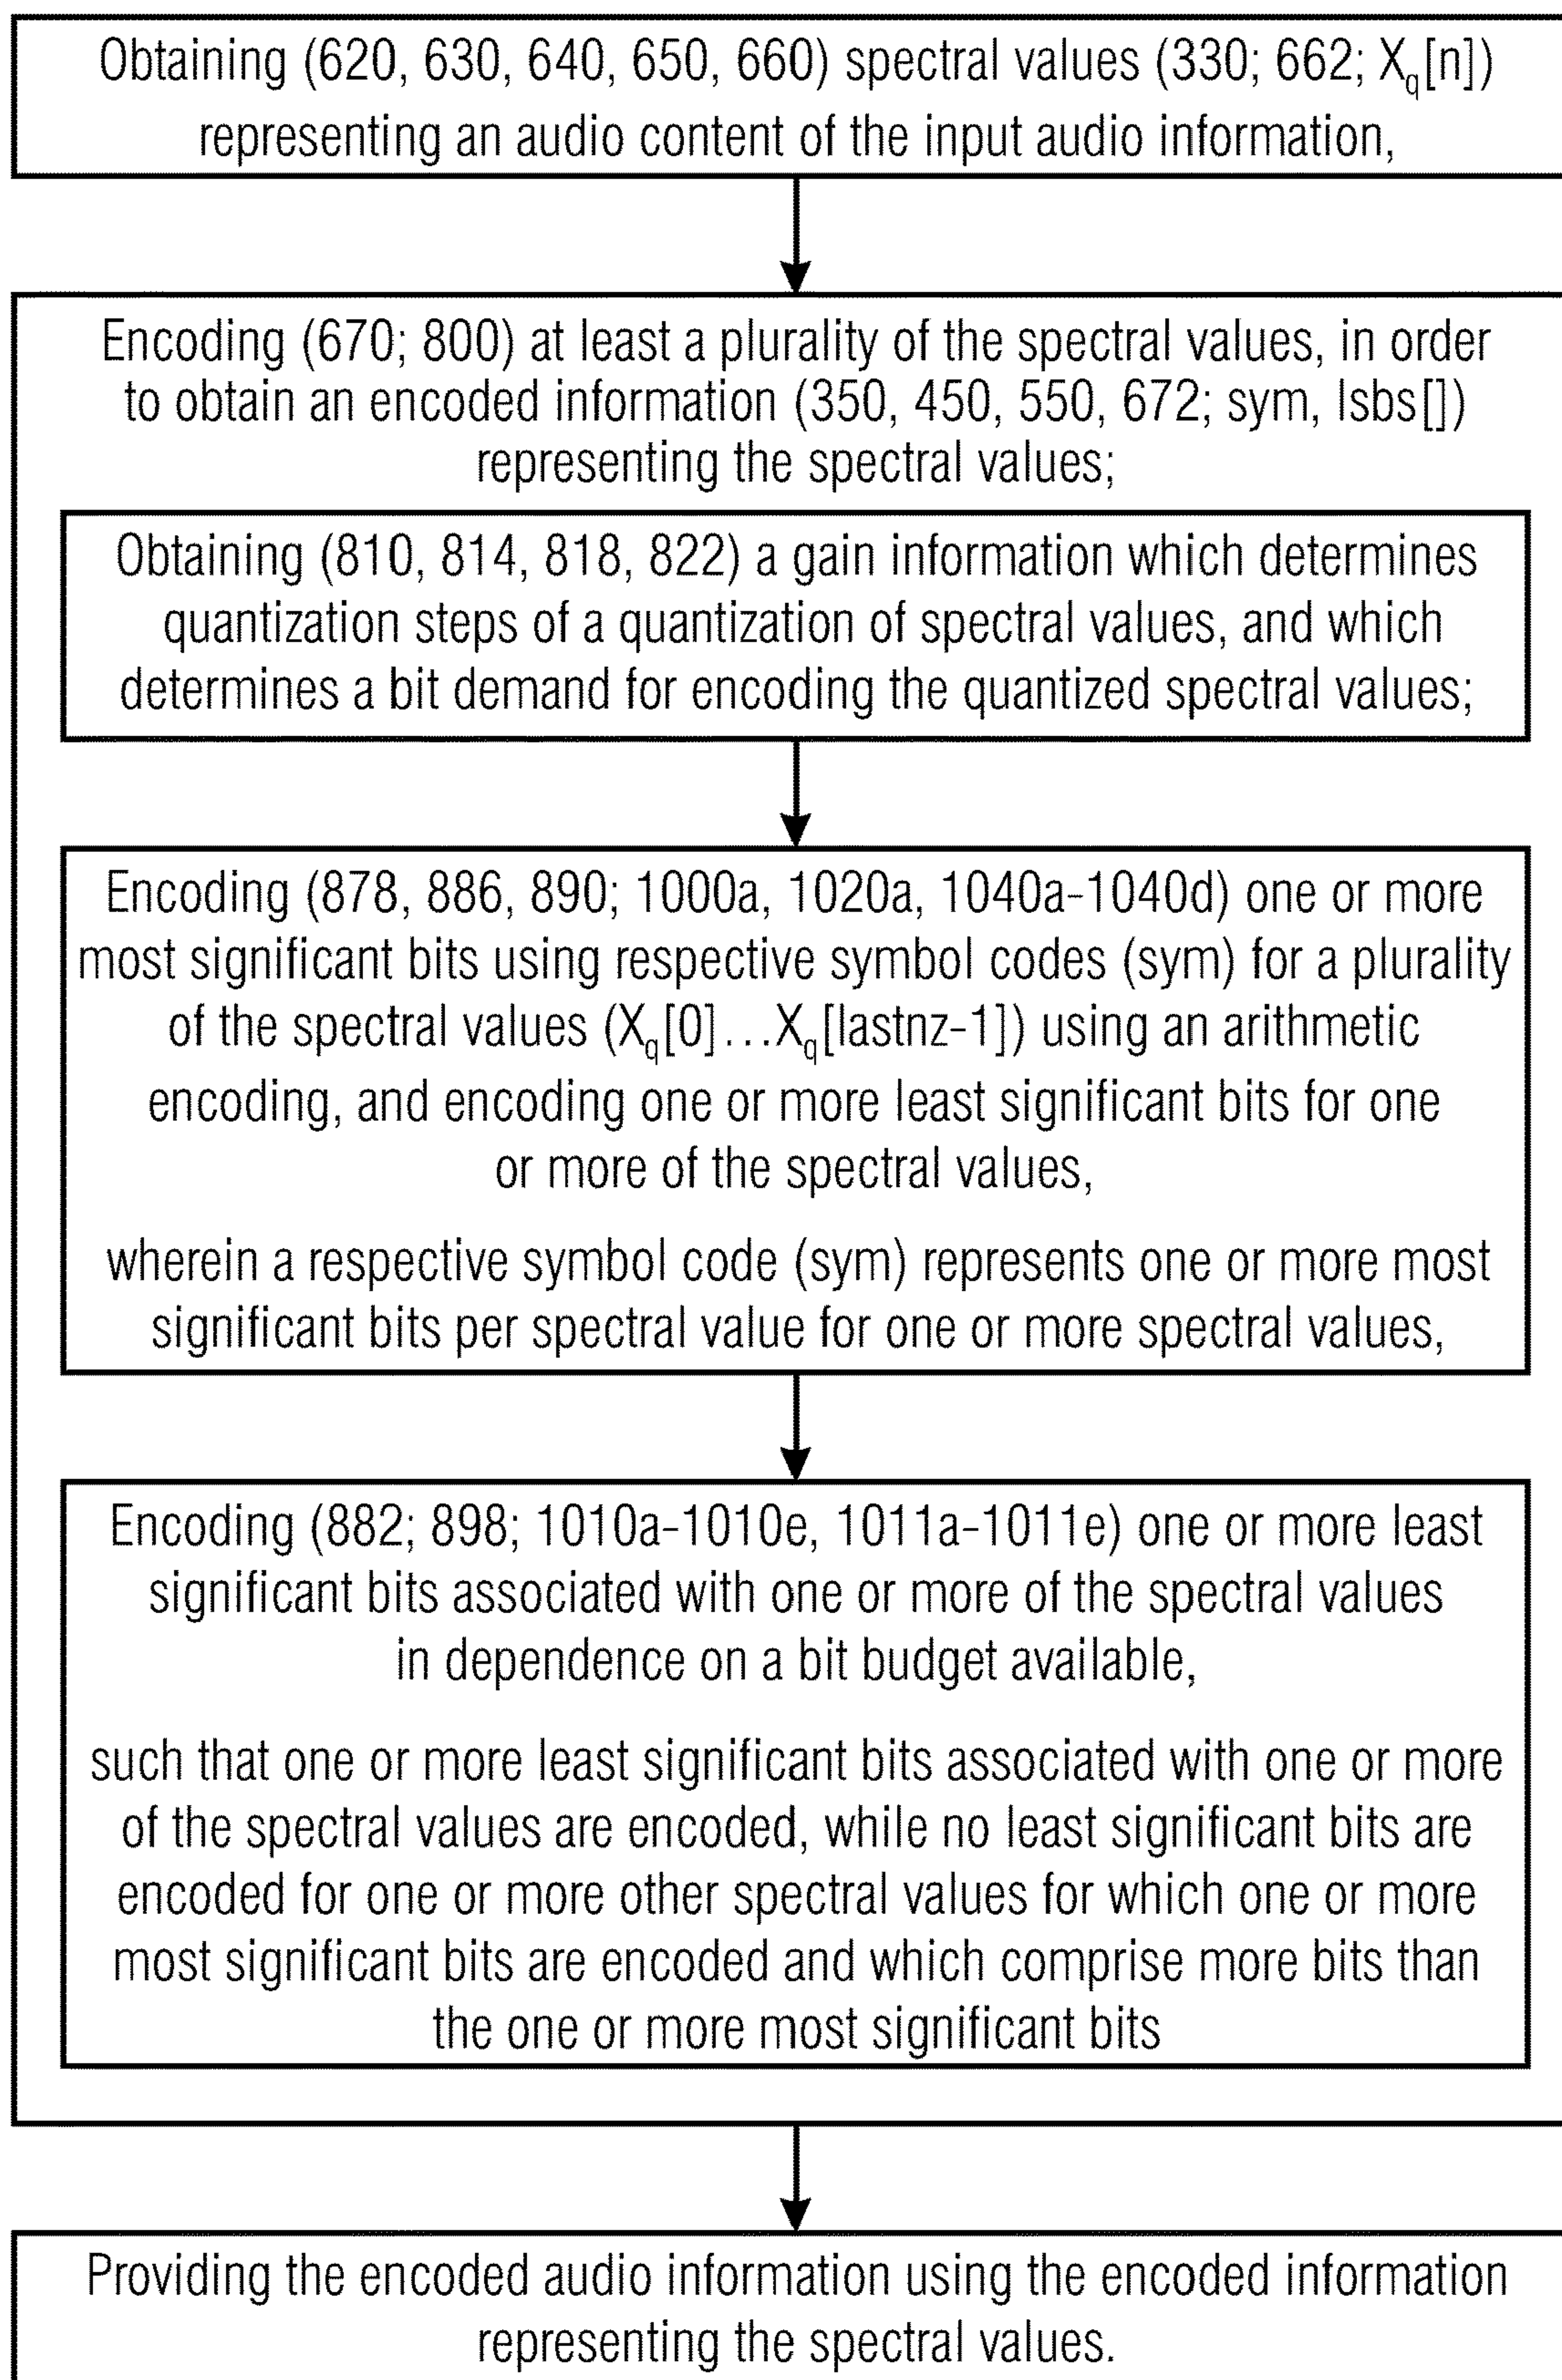 Obtaining (620, 630, 640, 650, 660) spectral values (330; 662; Xq[n])
representing an audio content of the input audio information,
Encoding (670; 800) at least a plurality of the spectral values, in order
to obtain an encoded information (350, 450, 550, 672; sym, lsbs[])
representing the spectral values;
Obtaining (810, 814, 818, 822) a gain information which determines
quantization steps of a quantization of spectral values, and which
determines a bit demand for encoding the quantized spectral values;
Encoding (878, 886, 890; 1000a, 1020a, 1040a-1040d) one or more
most significant bits using respective symbol codes (sym) for a plurality
of the spectral values (Xq[0]...Xq[lastnz-1]) using an arithmetic
encoding, and encoding one or more least significant bits for one
or more of the spectral values,
wherein a respective symbol code (sym) represents one or more most
significant bits per spectral value for one or more spectral values,
Encoding (882; 898; 1010a-1010e, 1011a-1011e) one or more least
significant bits associated with one or more of the spectral values
in dependence on a bit budget available,
such that one or more least significant bits associated with one or more
of the spectral values are encoded, while no least significant bits are
encoded for one or more other spectral values for which one or more
most significant bits are encoded and which comprise more bits than
the one or more most significant bits
Providing the encoded audio information using the encoded information
representing the spectral values.